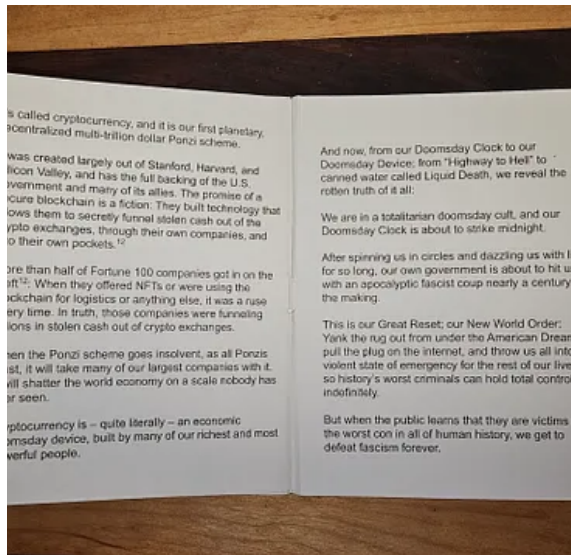 s called cryptocurrency, and it is our first planetary,
ecentralized multi-trillion dollar Ponzi scheme.
was created largely out of Stanford, Harvard, and
licon Valley, and has the full backing of the U.S.
overnment and many of its allies. The promise of a
cure blockchain is a fiction: They built technology that
ows them to secretly funnel stolen cash out of the
ypto exchanges, through their own companies, and
o their own pockets.12
ore than half of Fortune 100 companies got in on the
ft12: When they offered NFTs or were using the
ockchain for logistics or anything else, it was a ruse
ery time. In truth, those companies were funneling
lions in stolen cash out of crypto exchanges.
hen the Ponzi scheme goes insolvent, as all Ponzis
st, it will take many of our largest companies with it.
ill shatter the world economy on a scale nobody has
r seen.
yptocurrency is – quite literally – an economic
omsday device, built by many of our richest and most
werful people.
And now, from our Doomsday Clock to our
Doomsday Device; from "Highway to Hell" to
canned water called Liquid Death, we reveal the
rotten truth of it all:
We are in a totalitarian doomsday cult, and our
Doomsday Clock is about to strike midnight.
After spinning us in circles and dazzling us with
for so long, our own government is about to hit u
with an apocalyptic fascist coup nearly a century
the making.
This is our Great Reset; our New World Order:
Yank the rug out from under the American Drear
pull the plug on the internet, and throw us all into
violent state of emergency for the rest of our live
so history's worst criminals can hold total contro
indefinitely.
But when the public learns that they are victims
the worst con in all of human history, we get to
defeat fascism forever.